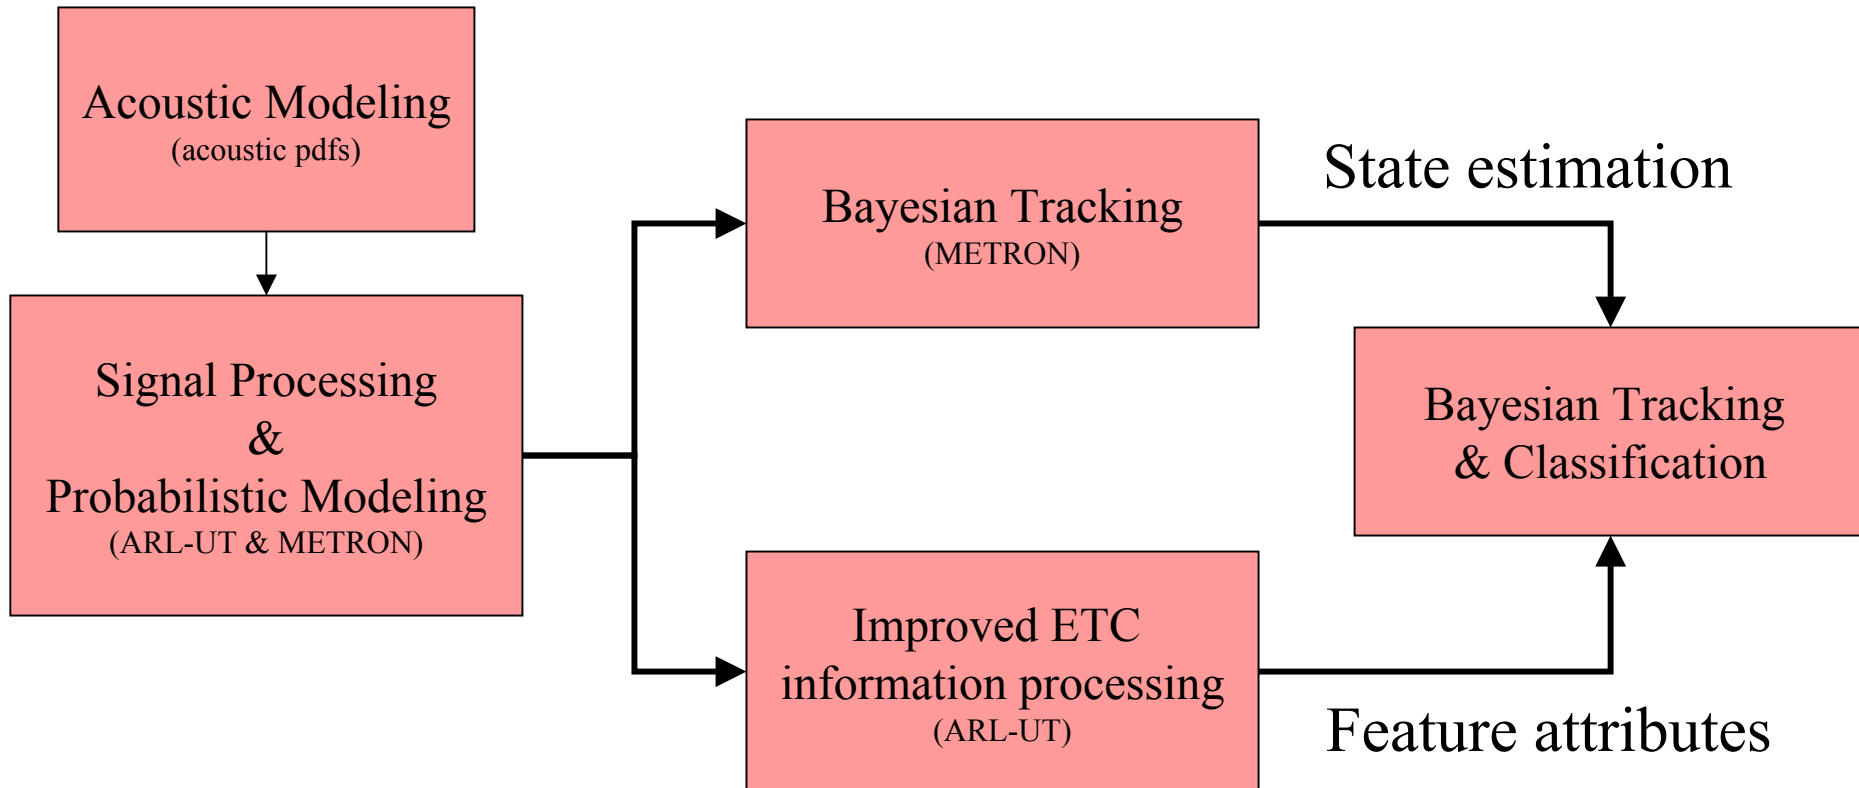 Acoustic Modeling
(acoustic pdfs)
Signal Processing
&
Probabilistic Modeling
(ARL-UT & METRON)
Bayesian Tracking
(METRON)
Improved ETC
information processing
(ARL-UT)
State estimation
Feature attributes
Bayesian Tracking
& Classification